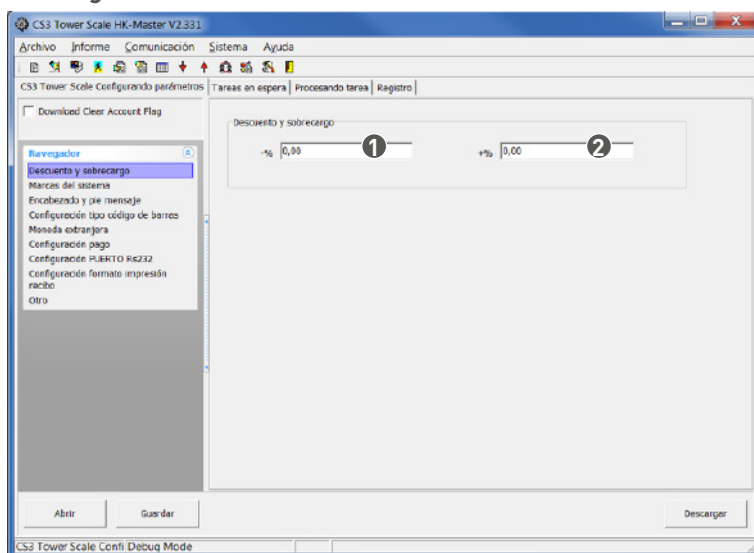 CS3 Tower Scale HK-Master V2.331
Archivo Informe Comunicación Sistema Ayuda
CS3 Tower Scale Configurando parámetros Tareas en espera Procesando tarea Registro
Download Clear Account Flag
Descuento y sobrecargo
-% 0,00 1 +% 0,00 2
Navegador
Descuento y sobrecargo
Marcas del sistema
Encabezado y pie mensaje
Configuración tipo código de barras
Moneda extranjera
Configuración pago
Configuración PUERTO Rs232
Configuración formato impresión
recibo
Otro
Abrir Guardar Descargar
CS3 Tower Scale Confi Debug Mode